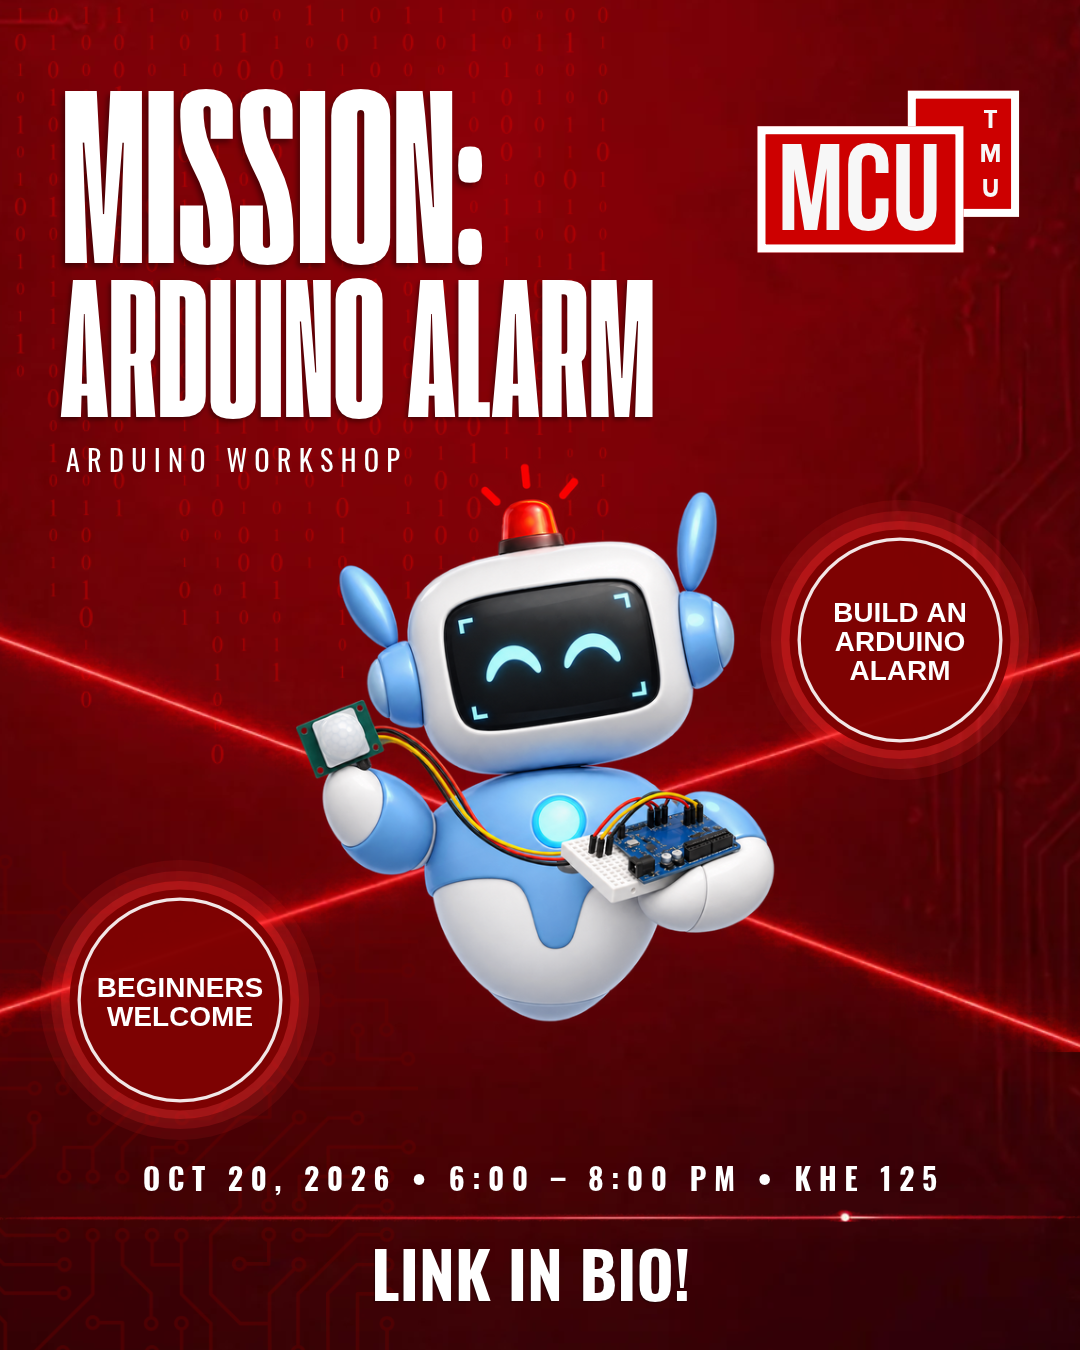 MISSION:
ARDUINO ALARM
ARDUINO WORKSHOP
MCU
TMU
BUILD AN
ARDUINO
ALARM
BEGINNERS
WELCOME
OCT 20, 2026 • 6:00 – 8:00 PM • KHE 125
LINK IN BIO!